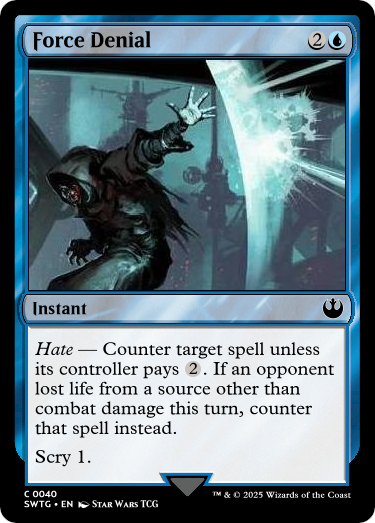 Force Denial 2
Instant
Hate — Counter target spell unless
its controller pays 2. If an opponent
lost life from a source other than
combat damage this turn, counter
that spell instead.
Scry 1.
C 0040
SWTG • EN Star Wars TCG
™ & © 2025 Wizards of the Coast